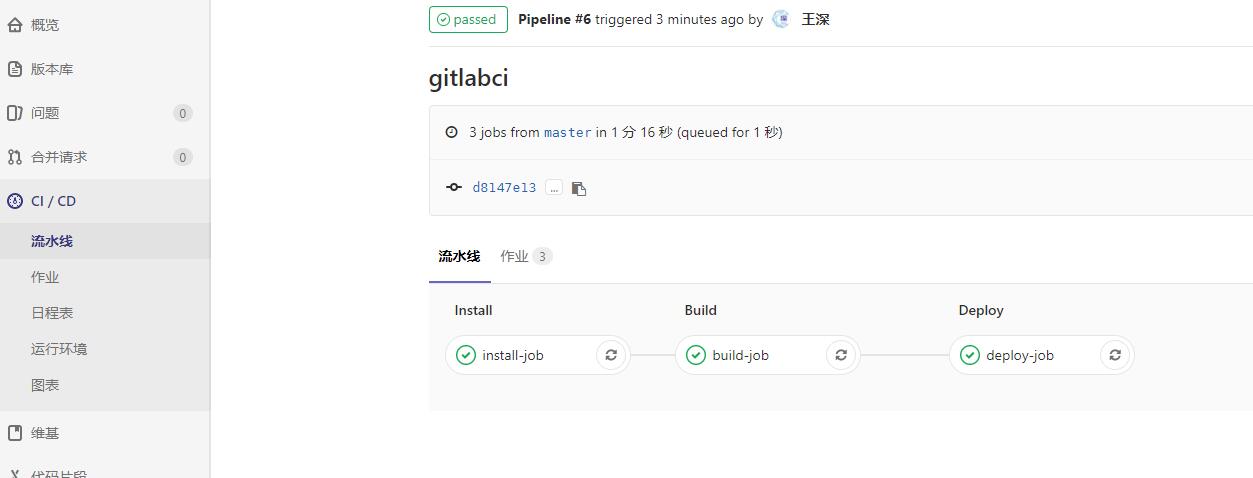 概览
版本库
问题 0
合并请求 0
CI / CD
流水线
作业
日程表
运行环境
图表
维基
代码片段
passed Pipeline #6 triggered 3 minutes ago by 王深
gitlabci
3 jobs from master in 1 分 16 秒 (queued for 1 秒)
d8147e13 ...
流水线 作业 3
Install Build Deploy
install-job build-job deploy-job